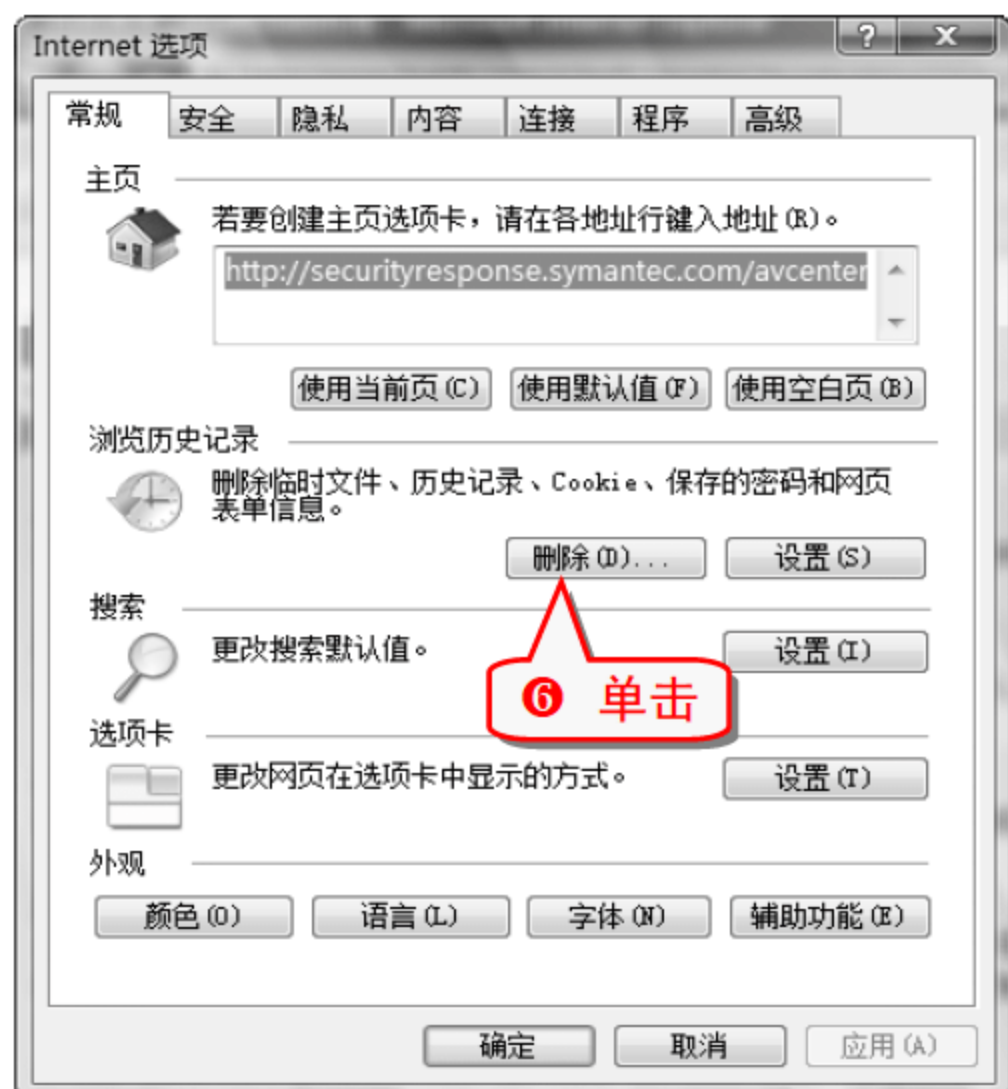 Internet 选项
? x
常规 安全 隐私 内容 连接 程序 高级
主页
若要创建主页选项卡，请在各地址行键入地址(R)。
http://securityresponse.symantec.com/avcenter
使用当前页(C) 使用默认值(F) 使用空白页(B)
浏览历史记录
删除临时文件、历史记录、Cookie、保存的密码和网页
表单信息。
删除(D)... 设置(S)
搜索
更改搜索默认值。
设置(I)
❻ 单击
选项卡
更改网页在选项卡中显示的方式。
设置(T)
外观
颜色(O) 语言(L) 字体(N) 辅助功能(E)
确定 取消 应用(A)